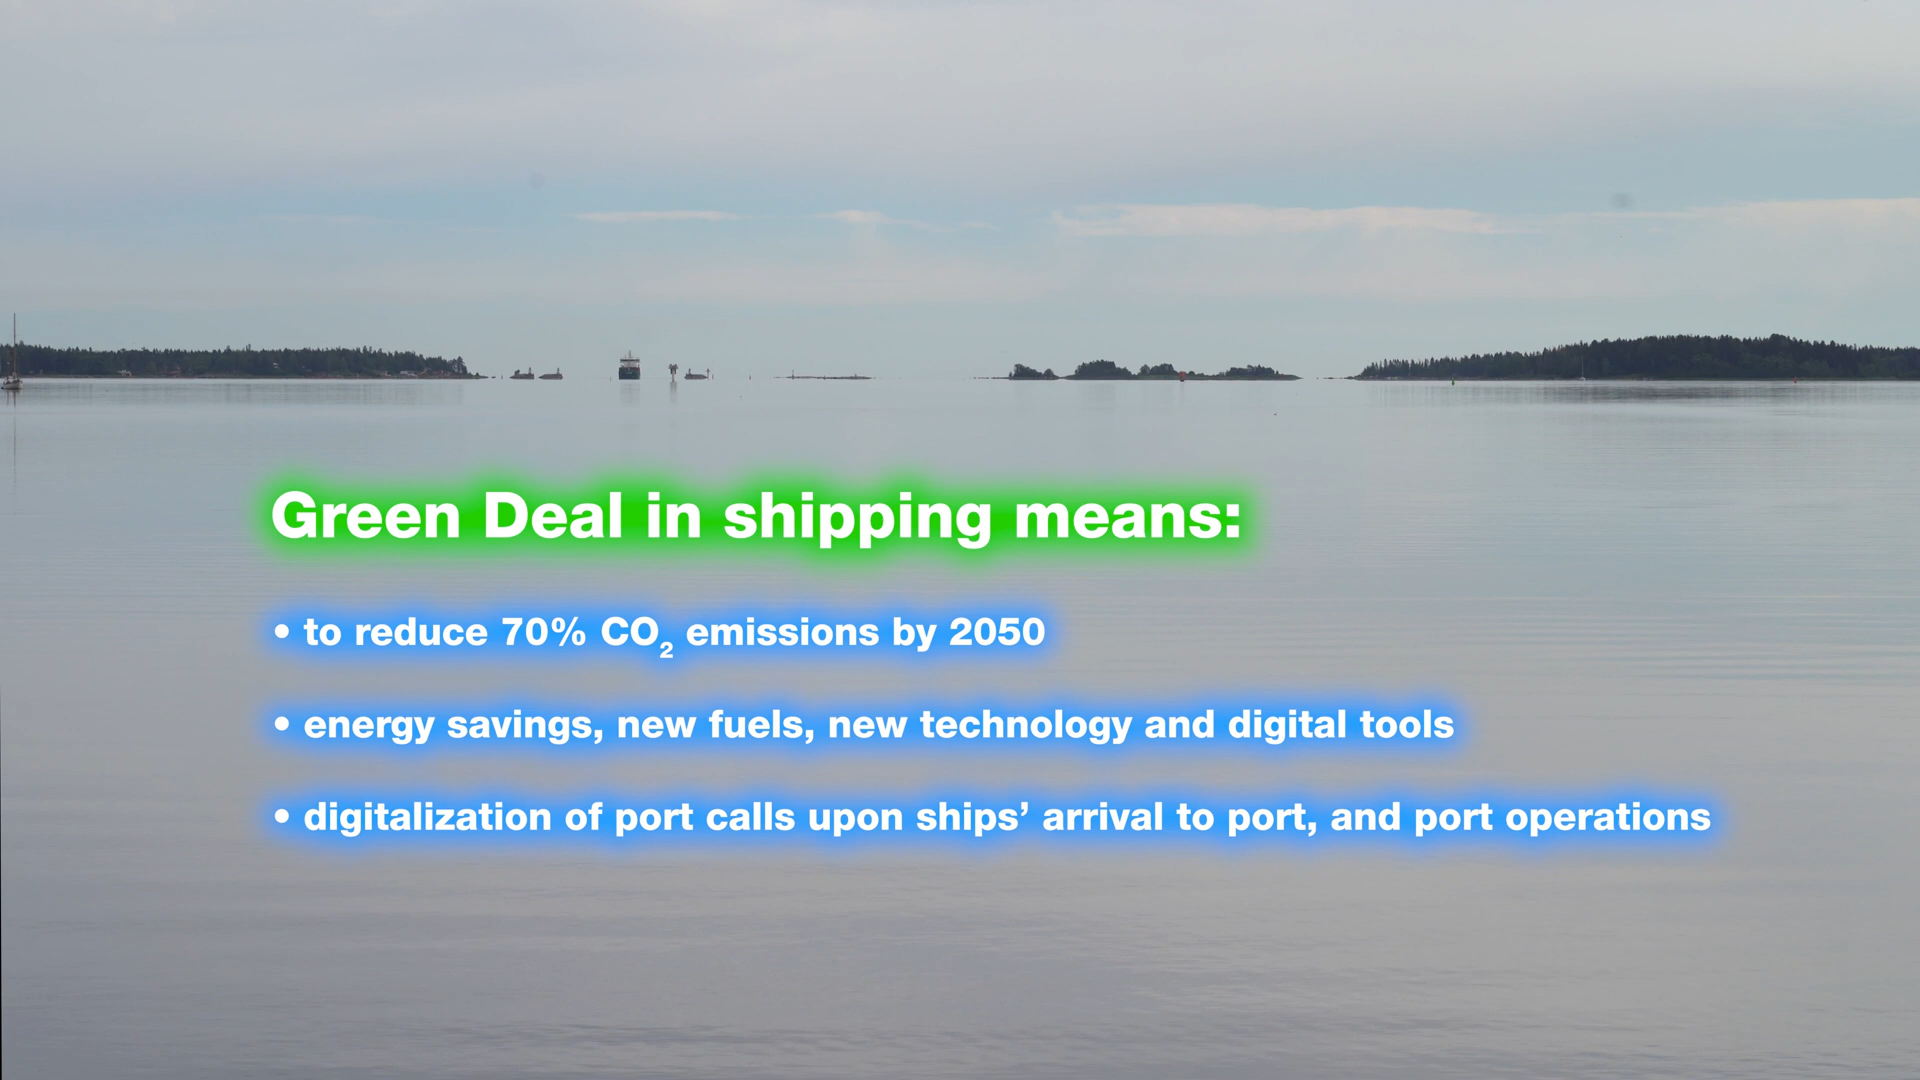 Green Deal in shipping means:
• to reduce 70% CO₂ emissions by 2050
• energy savings, new fuels, new technology and digital tools
• digitalization of port calls upon ships’ arrival to port, and port operations